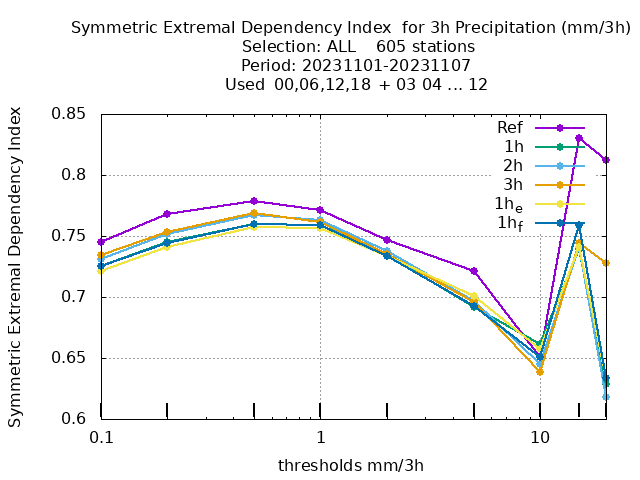 Symmetric Extremal Dependency Index  for 3h Precipitation (mm/3h)
Selection: ALL    605 stations
Period: 20231101-20231107
Used  00,06,12,18  + 03 04 ... 12
Symmetric Extremal Dependency Index
0.85
0.8
0.75
0.7
0.65
0.6
0.1
1
10
thresholds mm/3h
Ref
1h
2h
3h
1he
1hf